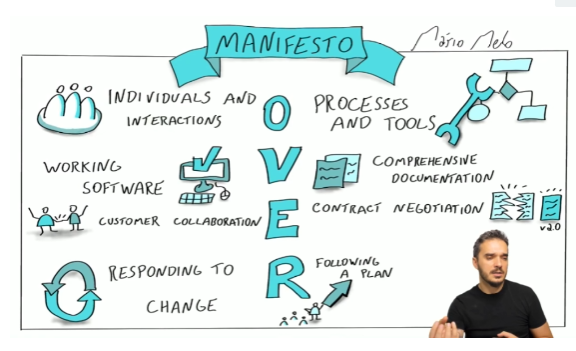 MANIFESTO
Mário Melo
INDIVIDUALS AND
INTERACTIONS
OVER
PROCESSES
AND TOOLS
WORKING
SOFTWARE
COMPREHENSIVE
DOCUMENTATION
CUSTOMER COLLABORATION
CONTRACT NEGOTIATION
v2.0
RESPONDING TO
CHANGE
FOLLOWING
A PLAN